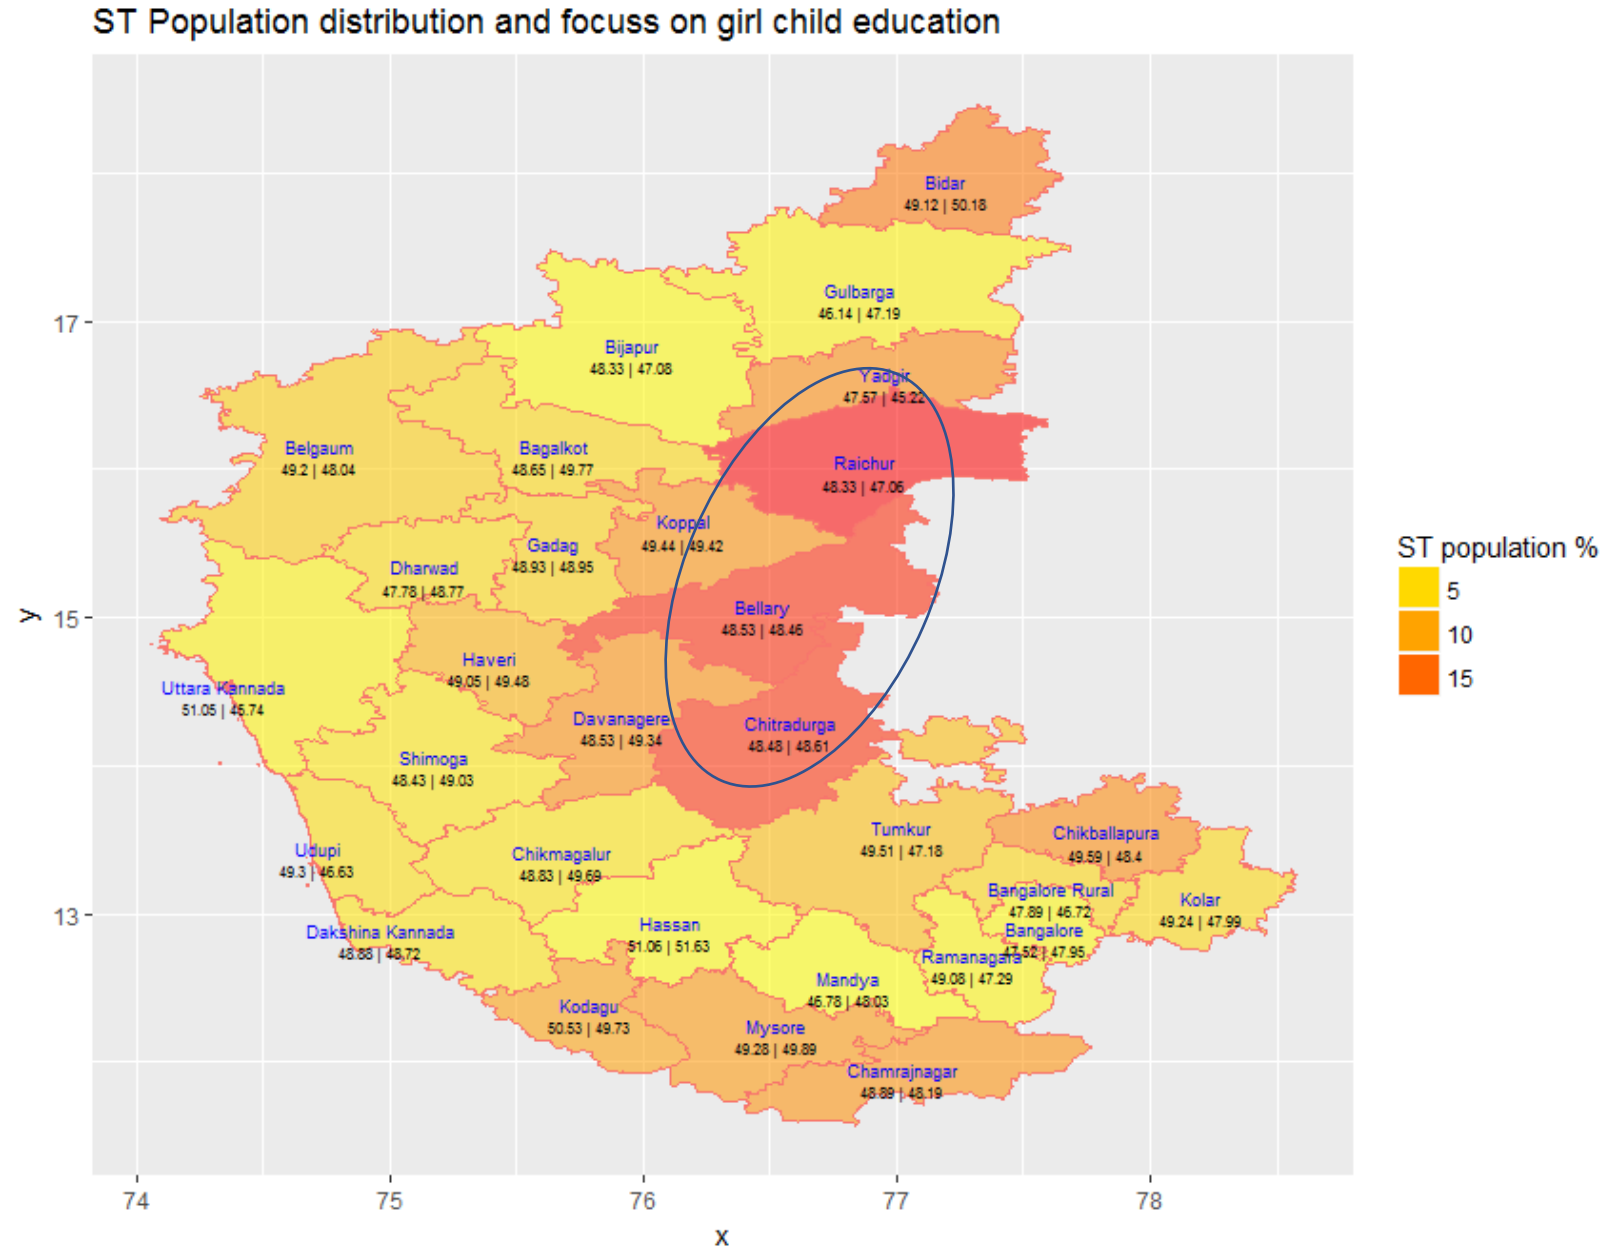 ST Population distribution and focuss on girl child education
Bidar
49.12 | 50.18
Gulbarga
46.14 | 47.19
17
Bijapur
48.33 | 47.08
Yadgir
47.57 | 45.22
Belgaum
49.2 | 48.04
Bagalkot
48.65 | 49.77
Raichur
48.33 | 47.06
Koppal
49.44 | 49.42
Gadag
48.93 | 48.95
Dharwad
47.78 | 48.77
ST population %
5
10
15
y
15
Bellary
48.53 | 48.46
Haveri
49.05 | 49.48
Uttara Kannada
51.05 | 46.74
Davanagere
48.53 | 49.34
Chitradurga
48.48 | 48.61
Shimoga
48.43 | 49.03
Tumkur
49.51 | 47.18
Chikballapura
49.59 | 48.4
Udupi
49.3 | 46.63
Chikmagalur
48.83 | 49.69
Bangalore Rural
47.89 | 46.72
Kolar
49.24 | 47.99
13
Hassan
51.06 | 51.63
Dakshina Kannada
48.88 | 48.72
Bangalore
47.52 | 47.95
Ramanagara
49.08 | 47.29
Mandya
46.78 | 48.03
Kodagu
50.53 | 49.73
Mysore
49.28 | 49.89
Chamrajnagar
48.89 | 48.19
74 75 76 77 78
x